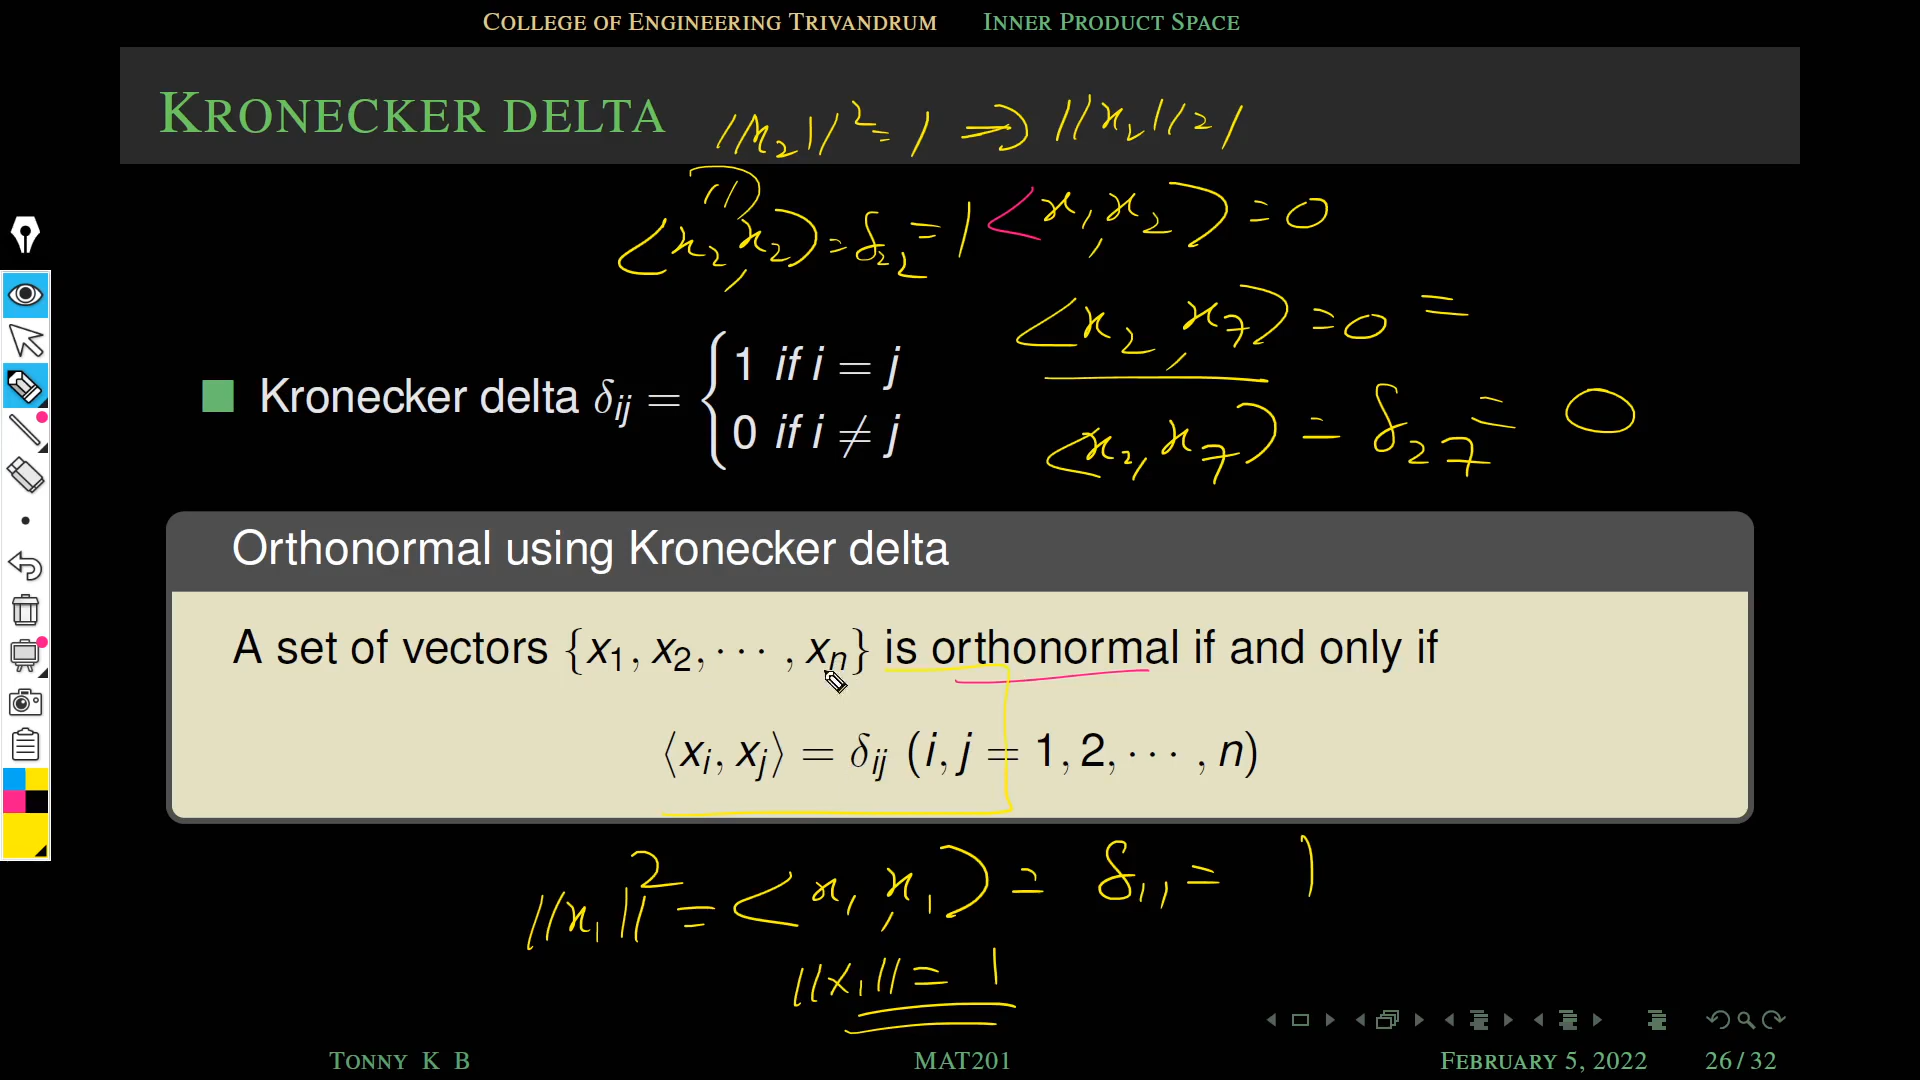 COLLEGE OF ENGINEERING TRIVANDRUM INNER PRODUCT SPACE
KRONECKER DELTA
||x₂||² = 1 ⇒ ||x₂|| = 1
⟨x₂, x₂⟩ = δ₂₂ = 1
⟨x₁, x₂⟩ = 0
⟨x₂, x₇⟩ = 0 =
Kronecker delta δᵢⱼ = { 1 if i = j
0 if i ≠ j
⟨x₂, x₇⟩ = δ₂₇ = 0
Orthonormal using Kronecker delta
A set of vectors {x₁, x₂, ⋯ , xₙ} is orthonormal if and only if
⟨xᵢ, xⱼ⟩ = δᵢⱼ (i, j = 1, 2, ⋯ , n)
||x₁||² = ⟨x₁, x₁⟩ = δ₁₁ = 1
||x₁|| = 1
TONNY K B MAT201 FEBRUARY 5, 2022 26 / 32